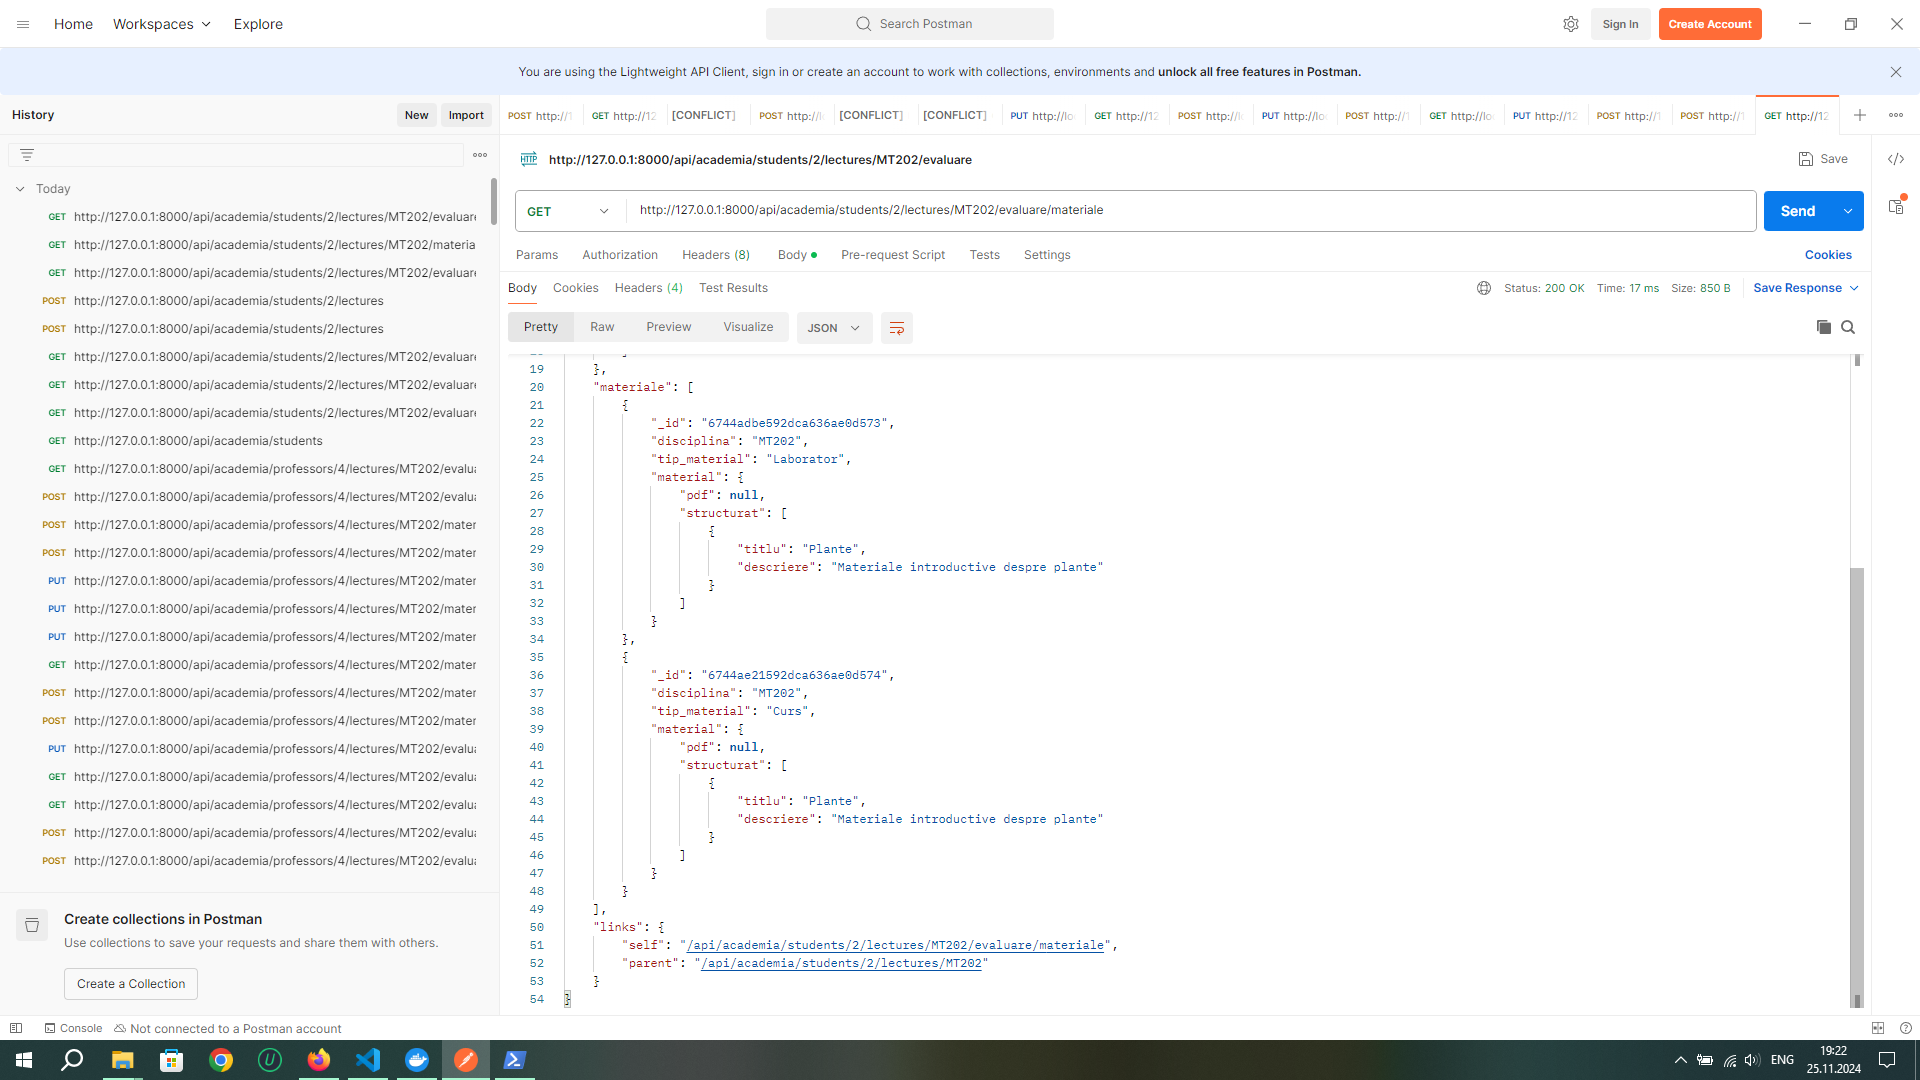 Home Workspaces Explore Search Postman Sign In Create Account
You are using the Lightweight API Client, sign in or create an account to work with collections, environments and unlock all free features in Postman.
History New Import
POST http://1 GET http://12 [CONFLICT] POST http://l [CONFLICT] [CONFLICT] PUT http://lo GET http://12 POST http://l PUT http://lo POST http://1 GET http://lo PUT http://12 POST http://1 POST http://1 GET http://12
HTTP http://127.0.0.1:8000/api/academia/students/2/lectures/MT202/evaluare Save
Today
GET http://127.0.0.1:8000/api/academia/students/2/lectures/MT202/evaluare
GET http://127.0.0.1:8000/api/academia/students/2/lectures/MT202/materia
GET http://127.0.0.1:8000/api/academia/students/2/lectures/MT202/evaluare
POST http://127.0.0.1:8000/api/academia/students/2/lectures
POST http://127.0.0.1:8000/api/academia/students/2/lectures
GET http://127.0.0.1:8000/api/academia/students/2/lectures/MT202/evaluare
GET http://127.0.0.1:8000/api/academia/students/2/lectures/MT202/evaluare
GET http://127.0.0.1:8000/api/academia/students/2/lectures/MT202/evaluare
GET http://127.0.0.1:8000/api/academia/students
GET http://127.0.0.1:8000/api/academia/professors/4/lectures/MT202/evalua
POST http://127.0.0.1:8000/api/academia/professors/4/lectures/MT202/evalua
POST http://127.0.0.1:8000/api/academia/professors/4/lectures/MT202/mater
POST http://127.0.0.1:8000/api/academia/professors/4/lectures/MT202/mater
PUT http://127.0.0.1:8000/api/academia/professors/4/lectures/MT202/mater
PUT http://127.0.0.1:8000/api/academia/professors/4/lectures/MT202/mater
PUT http://127.0.0.1:8000/api/academia/professors/4/lectures/MT202/mater
GET http://127.0.0.1:8000/api/academia/professors/4/lectures/MT202/mater
POST http://127.0.0.1:8000/api/academia/professors/4/lectures/MT202/mater
POST http://127.0.0.1:8000/api/academia/professors/4/lectures/MT202/mater
PUT http://127.0.0.1:8000/api/academia/professors/4/lectures/MT202/evalua
GET http://127.0.0.1:8000/api/academia/professors/4/lectures/MT202/evalua
GET http://127.0.0.1:8000/api/academia/professors/4/lectures/MT202/evalua
POST http://127.0.0.1:8000/api/academia/professors/4/lectures/MT202/evalua
POST http://127.0.0.1:8000/api/academia/professors/4/lectures/MT202/evalua
Create collections in Postman
Use collections to save your requests and share them with others.
Create a Collection
GET http://127.0.0.1:8000/api/academia/students/2/lectures/MT202/evaluare/materiale Send
Params Authorization Headers (8) Body Pre-request Script Tests Settings Cookies
Body Cookies Headers (4) Test Results Status: 200 OK Time: 17 ms Size: 850 B Save Response
Pretty Raw Preview Visualize JSON
19 },
20 "materiale": [
21 {
22 "_id": "6744adbe592dca636ae0d573",
23 "disciplina": "MT202",
24 "tip_material": "Laborator",
25 "material": {
26 "pdf": null,
27 "structurat": [
28 {
29 "titlu": "Plante",
30 "descriere": "Materiale introductive despre plante"
31 }
32 ]
33 }
34 },
35 {
36 "_id": "6744ae21592dca636ae0d574",
37 "disciplina": "MT202",
38 "tip_material": "Curs",
39 "material": {
40 "pdf": null,
41 "structurat": [
42 {
43 "titlu": "Plante",
44 "descriere": "Materiale introductive despre plante"
45 }
46 ]
47 }
48 }
49 ],
50 "links": {
51 "self": "/api/academia/students/2/lectures/MT202/evaluare/materiale",
52 "parent": "/api/academia/students/2/lectures/MT202"
53 }
54 }
Console Not connected to a Postman account
ENG 19:22
25.11.2024